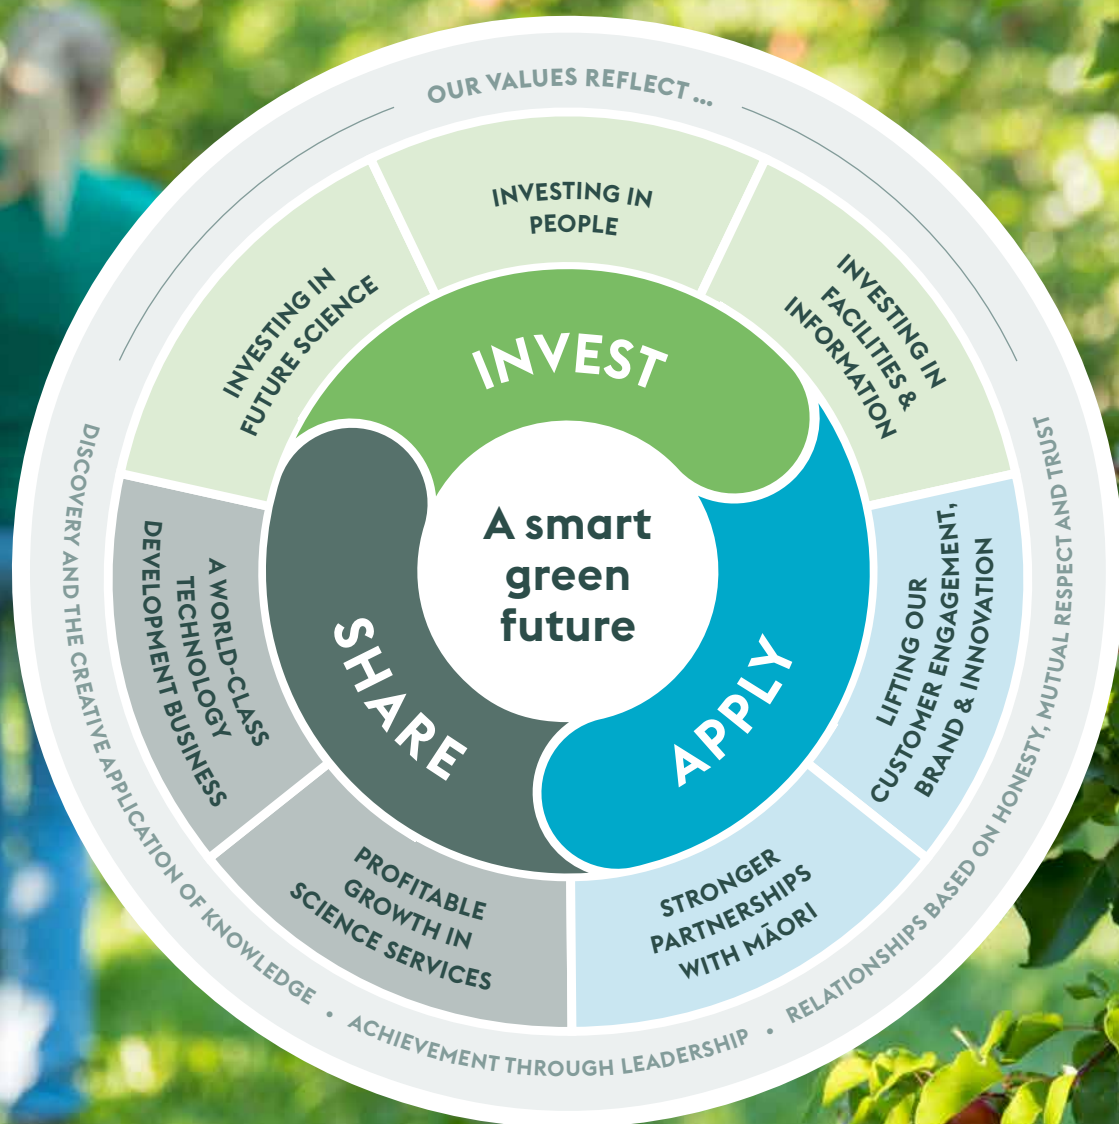 OUR VALUES REFLECT ...
INVESTING IN
PEOPLE
INVESTING IN
FUTURE SCIENCE
INVESTING IN
FACILITIES &
INFORMATION
INVEST
A smart
green
future
SHARE
APPLY
A WORLD-CLASS
TECHNOLOGY
DEVELOPMENT BUSINESS
LIFTING OUR
CUSTOMER ENGAGEMENT,
BRAND & INNOVATION
PROFITABLE
GROWTH IN
SCIENCE SERVICES
STRONGER
PARTNERSHIPS
WITH MĀORI
DISCOVERY AND THE CREATIVE APPLICATION OF KNOWLEDGE • ACHIEVEMENT THROUGH LEADERSHIP • RELATIONSHIPS BASED ON HONESTY, MUTUAL RESPECT AND TRUST